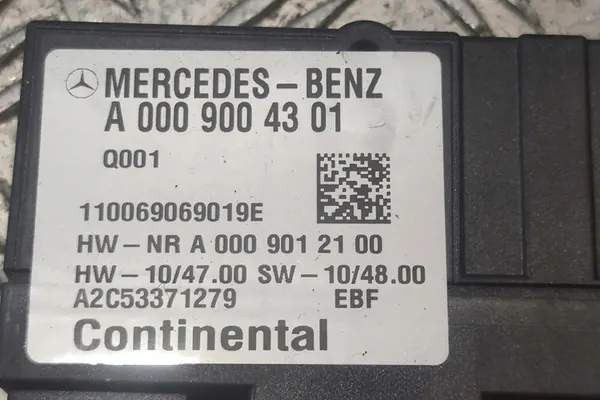 MERCEDES-BENZ
A 000 900 43 01
Q001
110069069019E
HW-NR A 000 901 21 00
HW-10/47.00 SW-10/48.00
A2C53371279 EBF
Continental